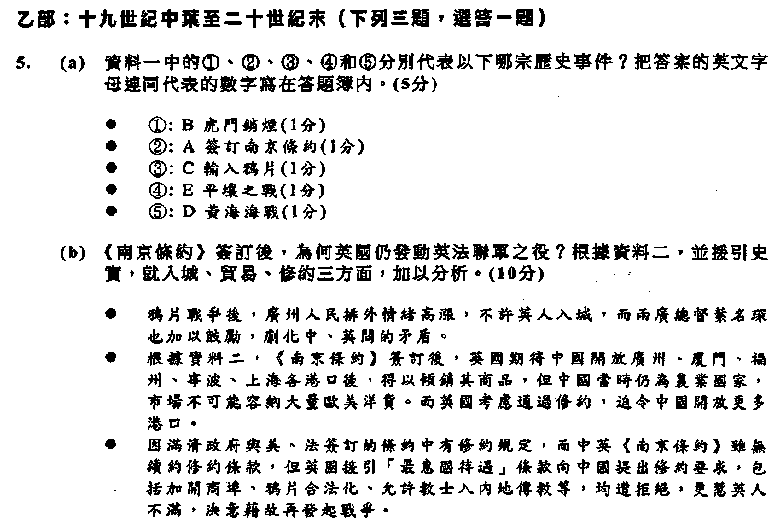 乙部：十九世紀中葉至二十世紀末（下列三題，選答一題）
5. (a) 資料一中的①、②、③、④和⑤分別代表以下哪宗歷史事件？把答案的英文字
母連同代表的數字寫在答題簿內。(5分)
● ①: B 虎門銷煙(1分)
● ②: A 簽訂南京條約(1分)
● ③: C 輸入鴉片(1分)
● ④: E 平壤之戰(1分)
● ⑤: D 黃海海戰(1分)
(b) 《南京條約》簽訂後，為何英國仍發動英法聯軍之役？根據資料二，並援引史
實，就入城、貿易、修約三方面，加以分析。(10分)
● 鴉片戰爭後，廣州人民排外情緒高漲，不許英人入城，而兩廣總督葉名琛
也加以鼓勵，劇化中、英間的矛盾。
● 根據資料二，《南京條約》簽訂後，英國期待中國開放廣州、廈門、福
州、寧波、上海各港口後，得以傾銷其商品，但中國當時仍為農業國家，
市場不可能容納大量歐美洋貨。而英國考慮通過修約，迫令中國開放更多
港口。
● 因滿清政府與美、法簽訂的條約中有修約規定，而中英《南京條約》雖無
續約修約條款，但英國援引「最惠國待遇」條款向中國提出修約要求，包
括加開商埠、鴉片合法化、允許教士入內地傳教等，均遭拒絕，更惹英人
不滿，決意藉故再發起戰爭。